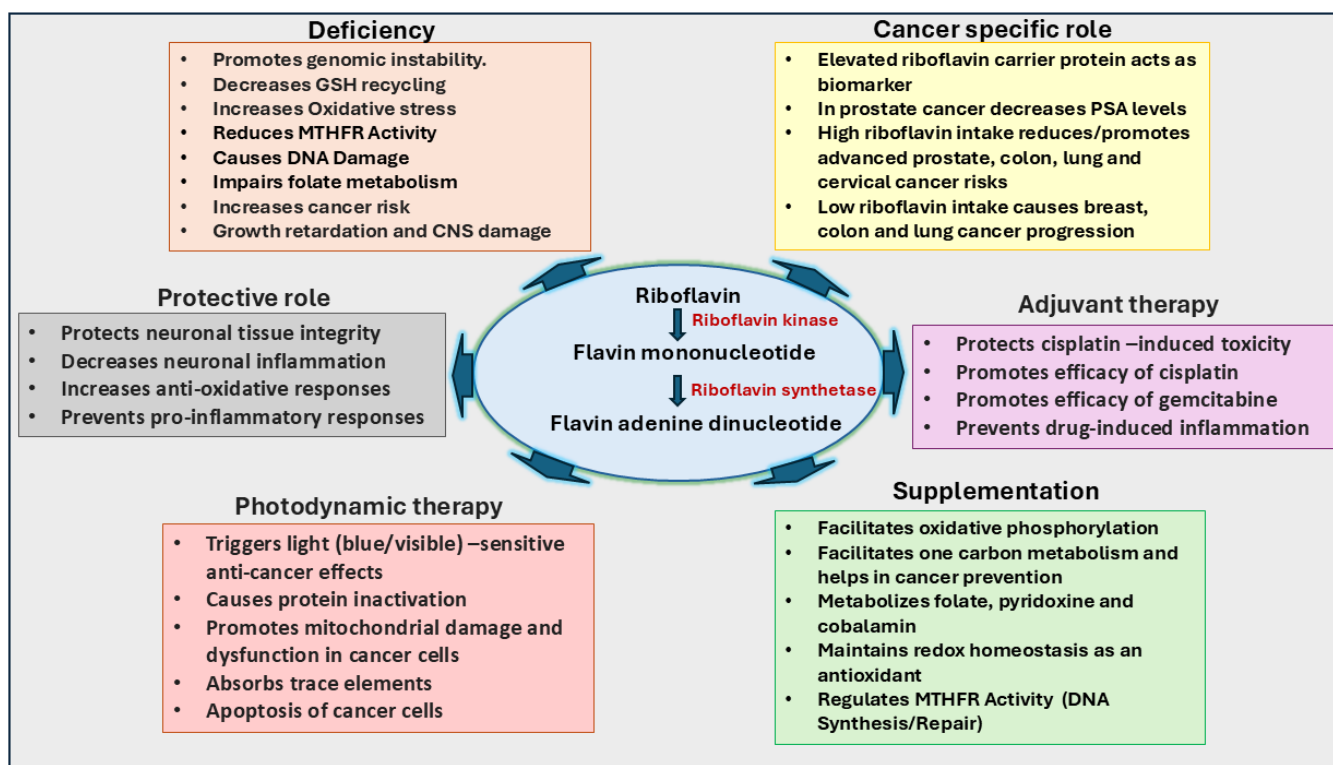 Deficiency
• Promotes genomic instability.
• Decreases GSH recycling
• Increases Oxidative stress
• Reduces MTHFR Activity
• Causes DNA Damage
• Impairs folate metabolism
• Increases cancer risk
• Growth retardation and CNS damage
Cancer specific role
• Elevated riboflavin carrier protein acts as
biomarker
• In prostate cancer decreases PSA levels
• High riboflavin intake reduces/promotes
advanced prostate, colon, lung and
cervical cancer risks
• Low riboflavin intake causes breast,
colon and lung cancer progression
Protective role
• Protects neuronal tissue integrity
• Decreases neuronal inflammation
• Increases anti-oxidative responses
• Prevents pro-inflammatory responses
Riboflavin
Riboflavin kinase
Flavin mononucleotide
Riboflavin synthetase
Flavin adenine dinucleotide
Adjuvant therapy
• Protects cisplatin –induced toxicity
• Promotes efficacy of cisplatin
• Promotes efficacy of gemcitabine
• Prevents drug-induced inflammation
Photodynamic therapy
• Triggers light (blue/visible) –sensitive
anti-cancer effects
• Causes protein inactivation
• Promotes mitochondrial damage and
dysfunction in cancer cells
• Absorbs trace elements
• Apoptosis of cancer cells
Supplementation
• Facilitates oxidative phosphorylation
• Facilitates one carbon metabolism and
helps in cancer prevention
• Metabolizes folate, pyridoxine and
cobalamin
• Maintains redox homeostasis as an
antioxidant
• Regulates MTHFR Activity (DNA
Synthesis/Repair)